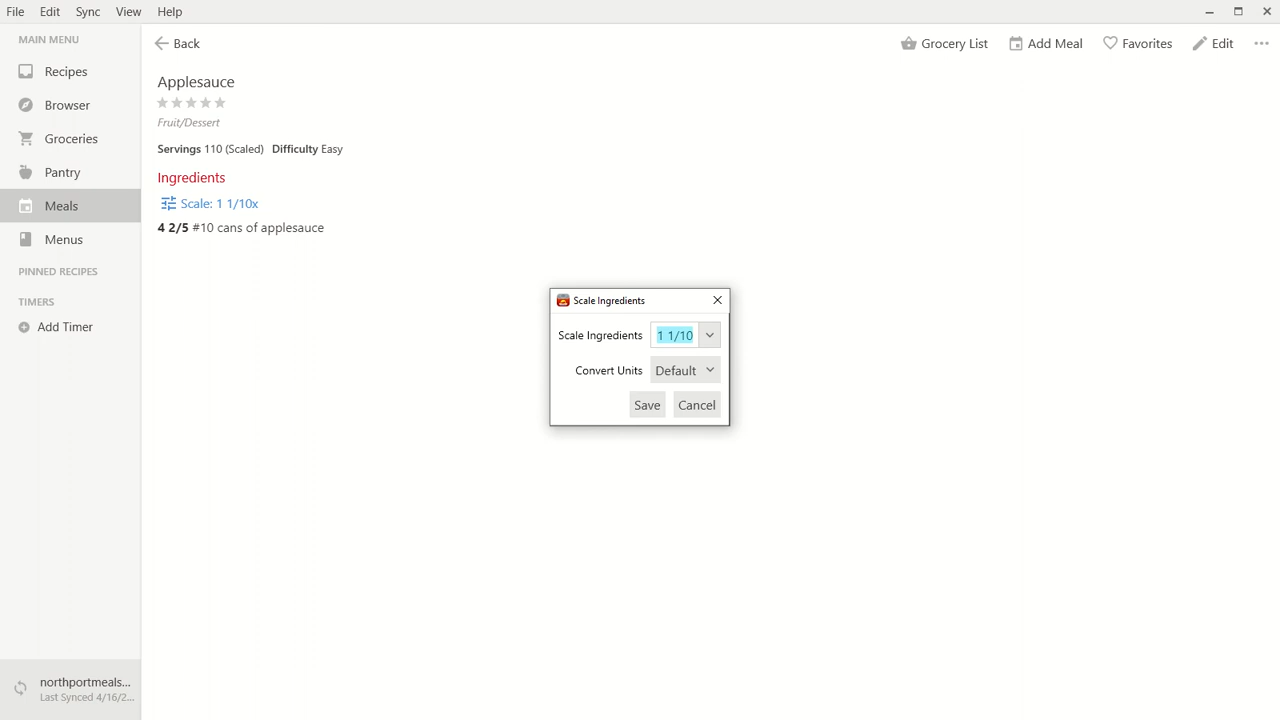 File Edit Sync View Help
MAIN MENU
Recipes
Browser
Groceries
Pantry
Meals
Menus
PINNED RECIPES
TIMERS
Add Timer
northportmeals...
Last Synced 4/16/2...
Back
Grocery List Add Meal Favorites Edit
Applesauce
Fruit/Dessert
Servings 110 (Scaled) Difficulty Easy
Ingredients
Scale: 1 1/10x
4 2/5 #10 cans of applesauce
Scale Ingredients
Scale Ingredients 1 1/10
Convert Units Default
Save Cancel